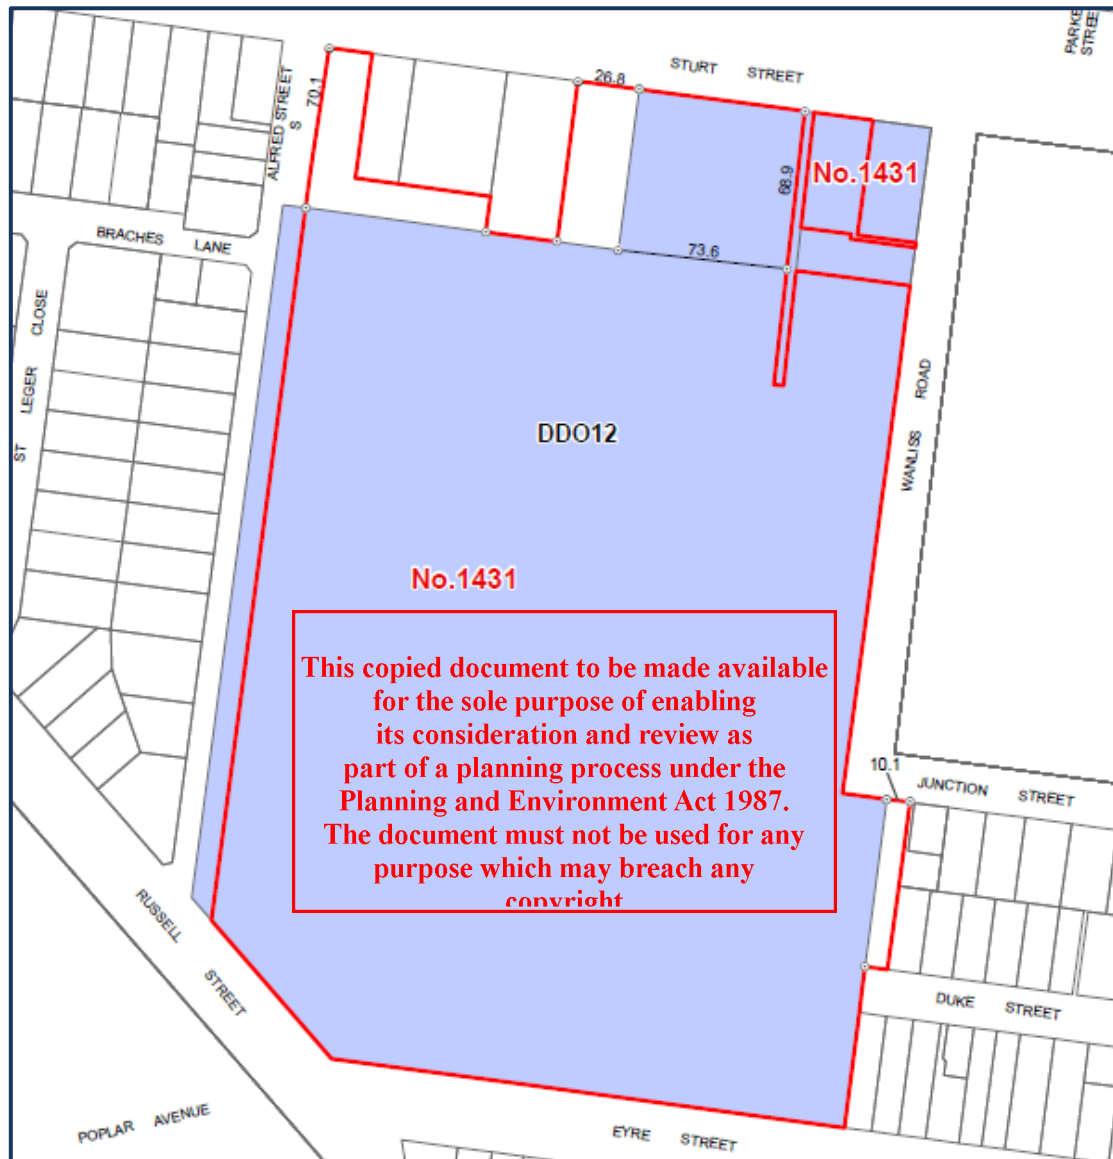 PARKE
STREE
STURT STREET
26.8
70.1
ALFRED STREET
S
68.9
No.1431
BRACHES LANE
73.6
ST LEGER CLOSE
WANLISS ROAD
DDO12
No.1431
This copied document to be made available
for the sole purpose of enabling
its consideration and review as
part of a planning process under the
Planning and Environment Act 1987.
The document must not be used for any
purpose which may breach any
copyright
10.1
JUNCTION STREET
RUSSELL STREET
DUKE STREET
POPLAR AVENUE
EYRE STREET